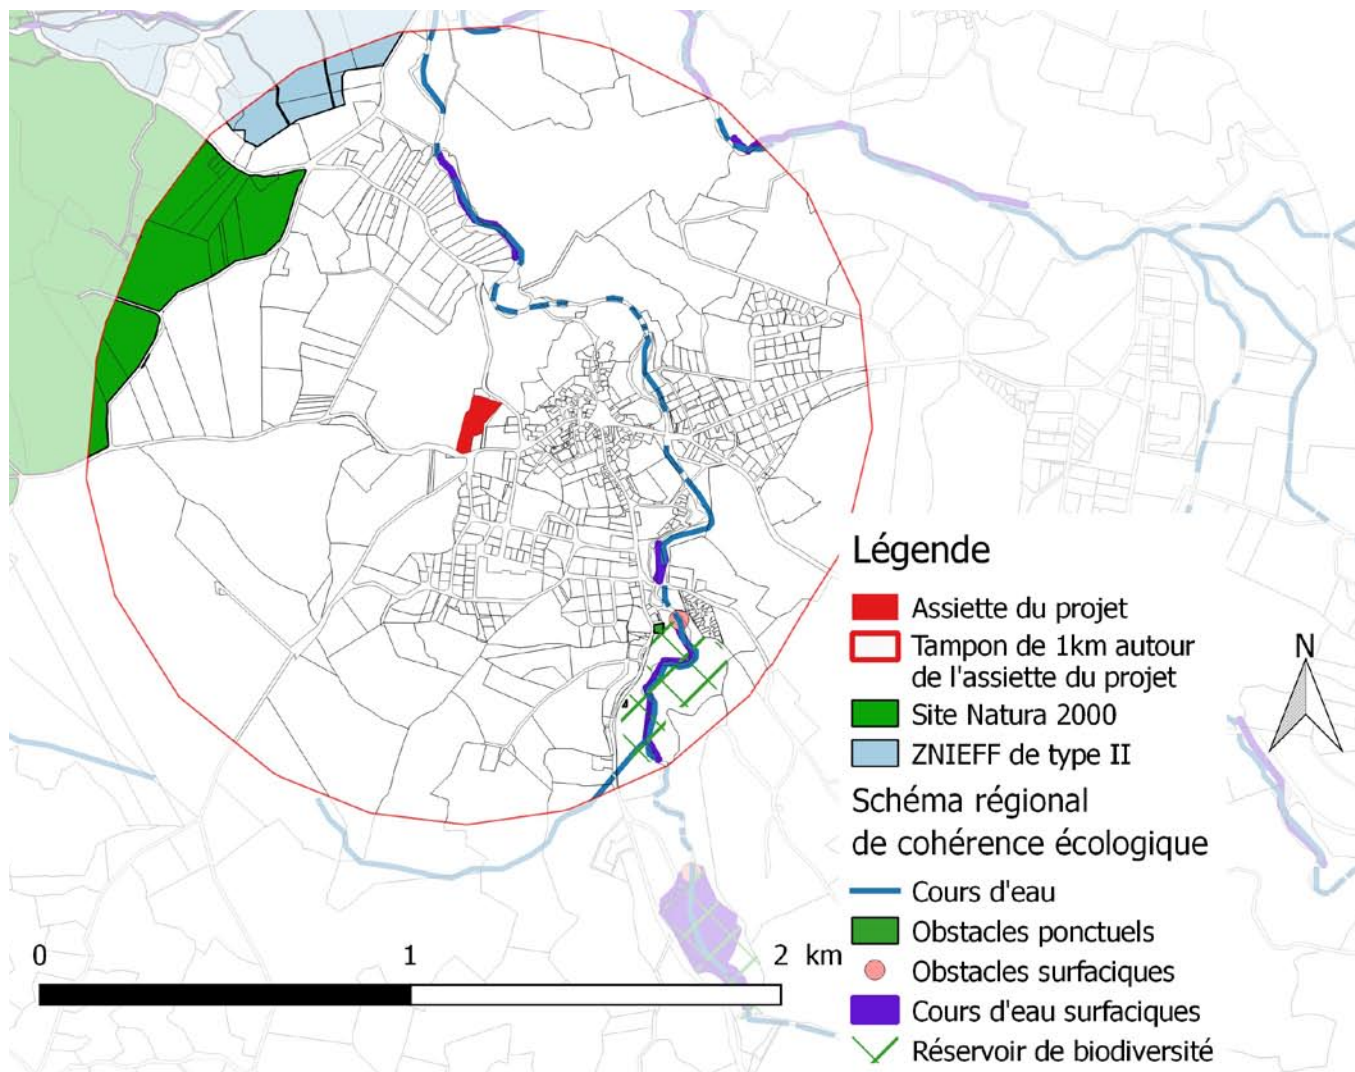 Légende
Assiette du projet
Tampon de 1km autour
de l'assiette du projet
Site Natura 2000
ZNIEFF de type II
Schéma régional
de cohérence écologique
Cours d'eau
Obstacles ponctuels
Obstacles surfaciques
Cours d'eau surfaciques
Réservoir de biodiversité
N
0 1 2 km